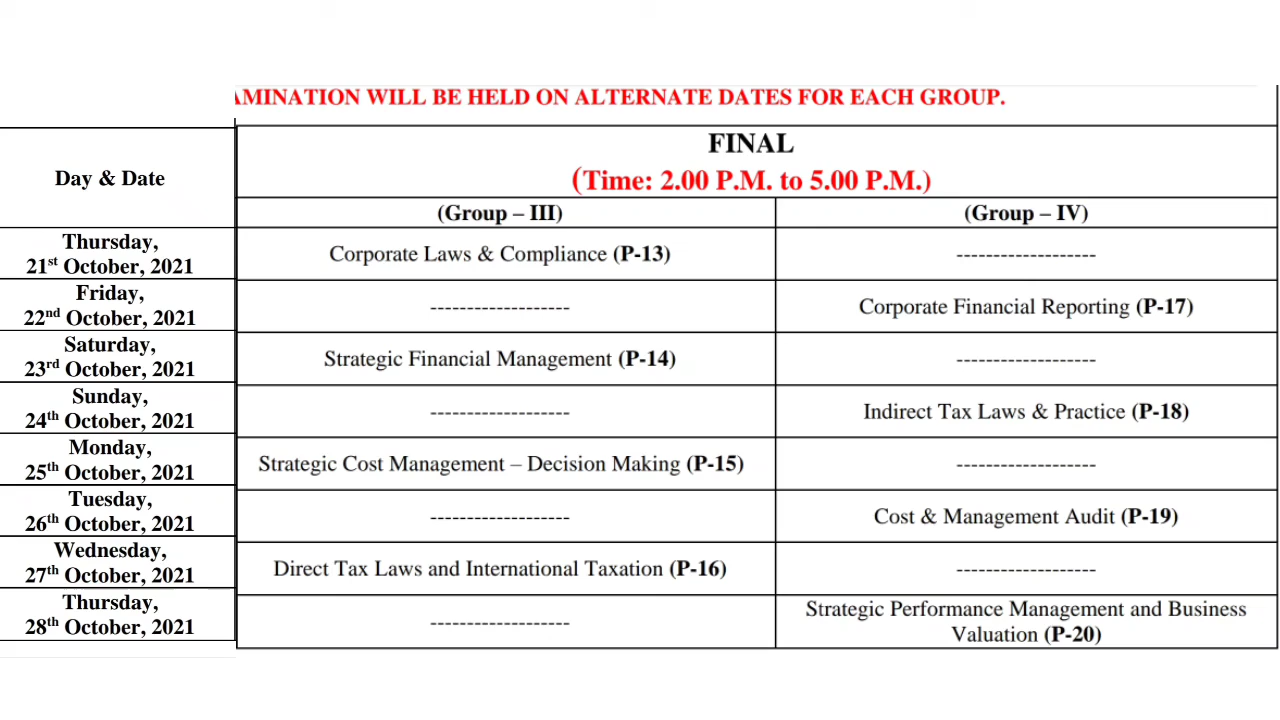 AMINATION WILL BE HELD ON ALTERNATE DATES FOR EACH GROUP.
Day & Date
FINAL
(Time: 2.00 P.M. to 5.00 P.M.)
(Group – III) (Group – IV)
Thursday,
21st October, 2021
Corporate Laws & Compliance (P-13) -------------------
Friday,
22nd October, 2021
------------------- Corporate Financial Reporting (P-17)
Saturday,
23rd October, 2021
Strategic Financial Management (P-14) -------------------
Sunday,
24th October, 2021
------------------- Indirect Tax Laws & Practice (P-18)
Monday,
25th October, 2021
Strategic Cost Management – Decision Making (P-15) -------------------
Tuesday,
26th October, 2021
------------------- Cost & Management Audit (P-19)
Wednesday,
27th October, 2021
Direct Tax Laws and International Taxation (P-16) -------------------
Thursday,
28th October, 2021
------------------- Strategic Performance Management and Business
Valuation (P-20)